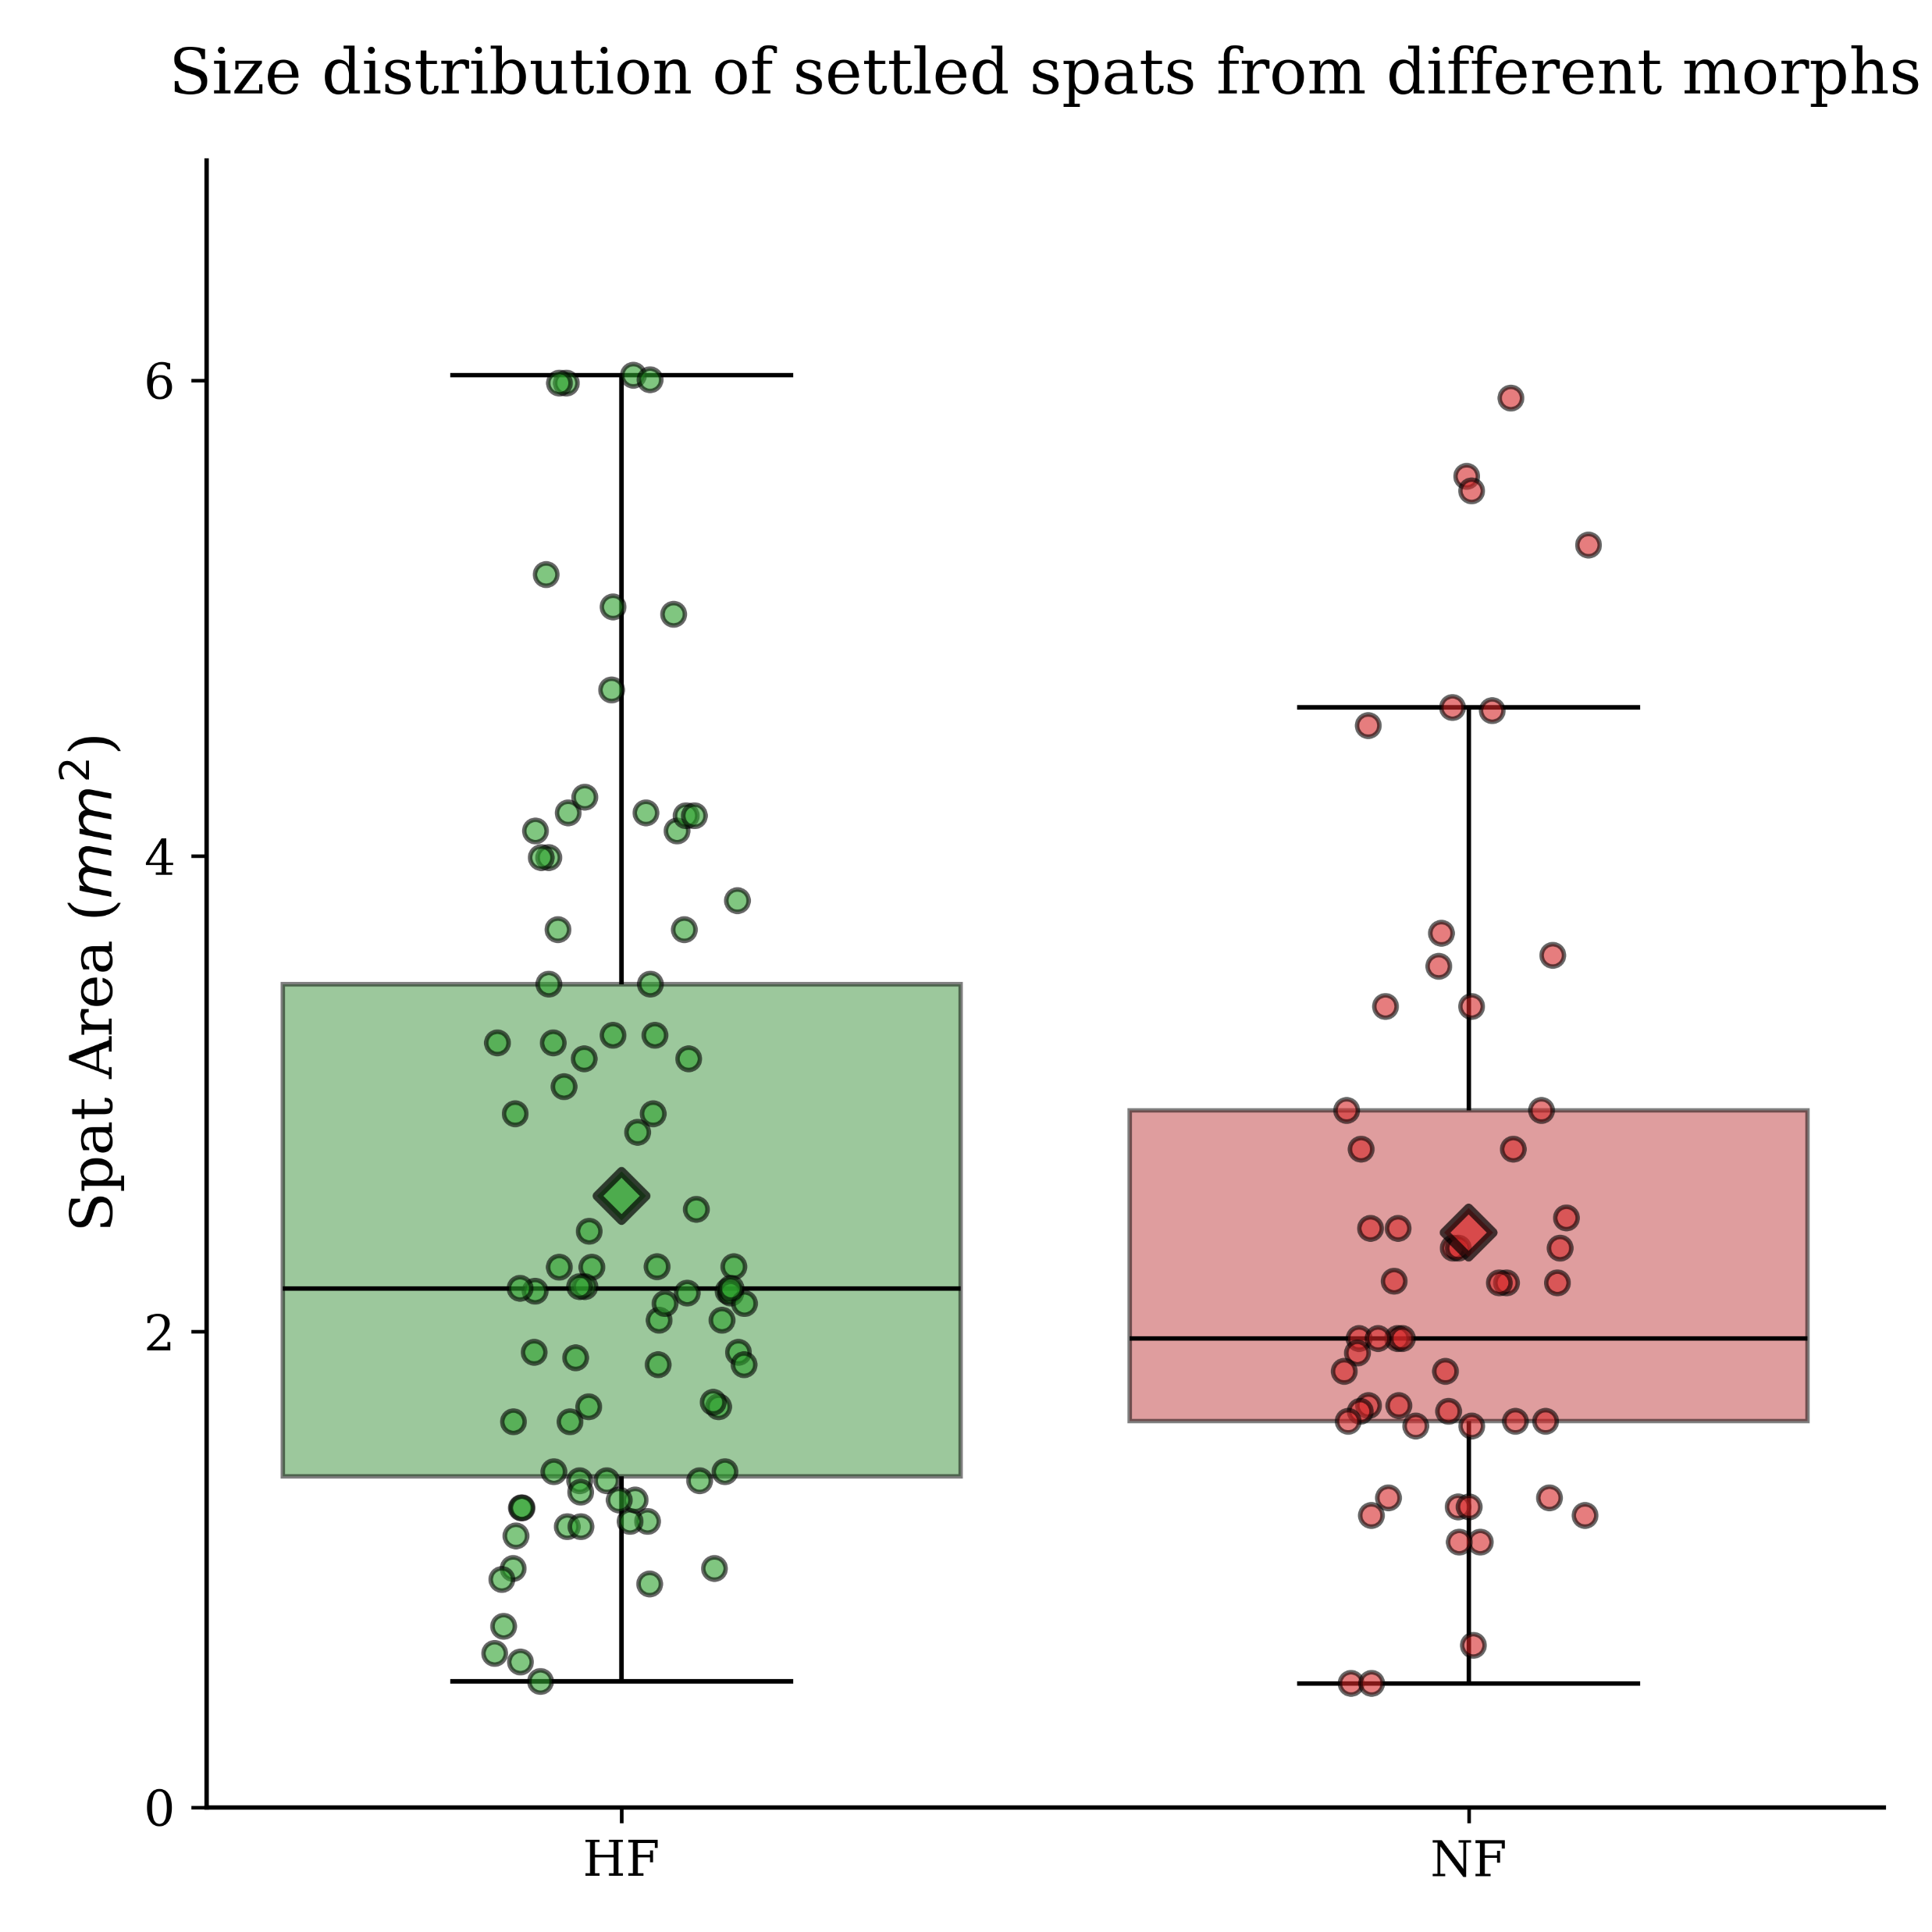 Size distribution of settled spats from different morphs
Spat Area (mm²)
6
4
2
0
HF
NF